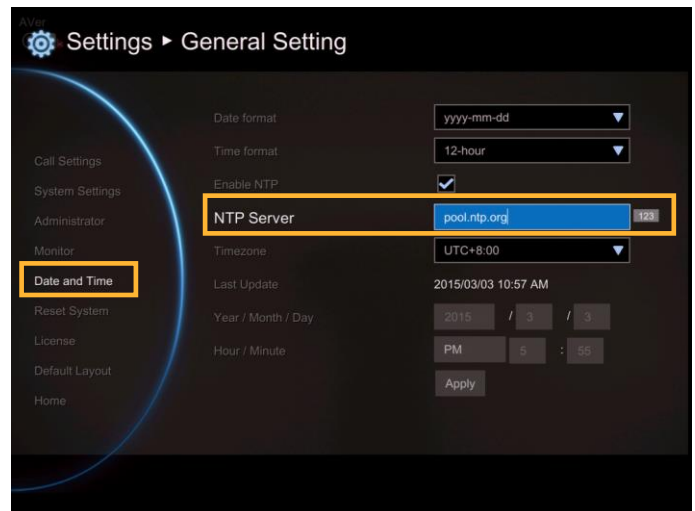 AVer
Settings ▸ General Setting
Date format yyyy-mm-dd ▼
Call Settings Time format 12-hour ▼
System Settings Enable NTP
Administrator NTP Server pool.ntp.org 123
Monitor Timezone UTC+8:00 ▼
Date and Time Last Update 2015/03/03 10:57 AM
Reset System Year / Month / Day 2015 / 3 / 3
License Hour / Minute PM 5 : 55
Default Layout Apply
Home